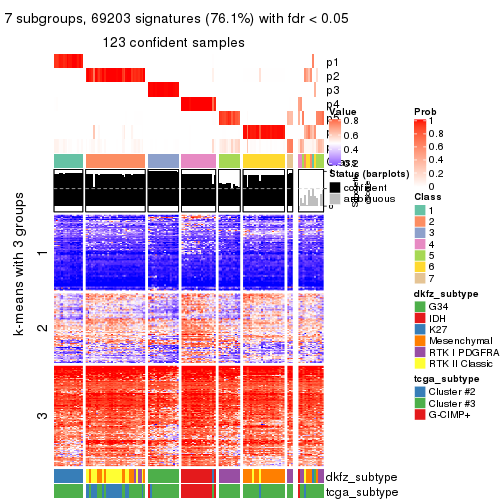 7 subgroups, 69203 signatures (76.1%) with fdr < 0.05
123 confident samples
p1
p2
p3
p4
Class
k-means with 3 groups
1
2
3
dkfz_subtype
tcga_subtype
Value
0.8
0.6
0.4
0.2
Status (barplots)
confident
ambiguous
Prob
1
0.8
0.6
0.4
0.2
0
Class
1
2
3
4
5
6
7
dkfz_subtype
G34
IDH
K27
Mesenchymal
RTK I PDGFRA
RTK II Classic
tcga_subtype
Cluster #2
Cluster #3
G-CIMP+